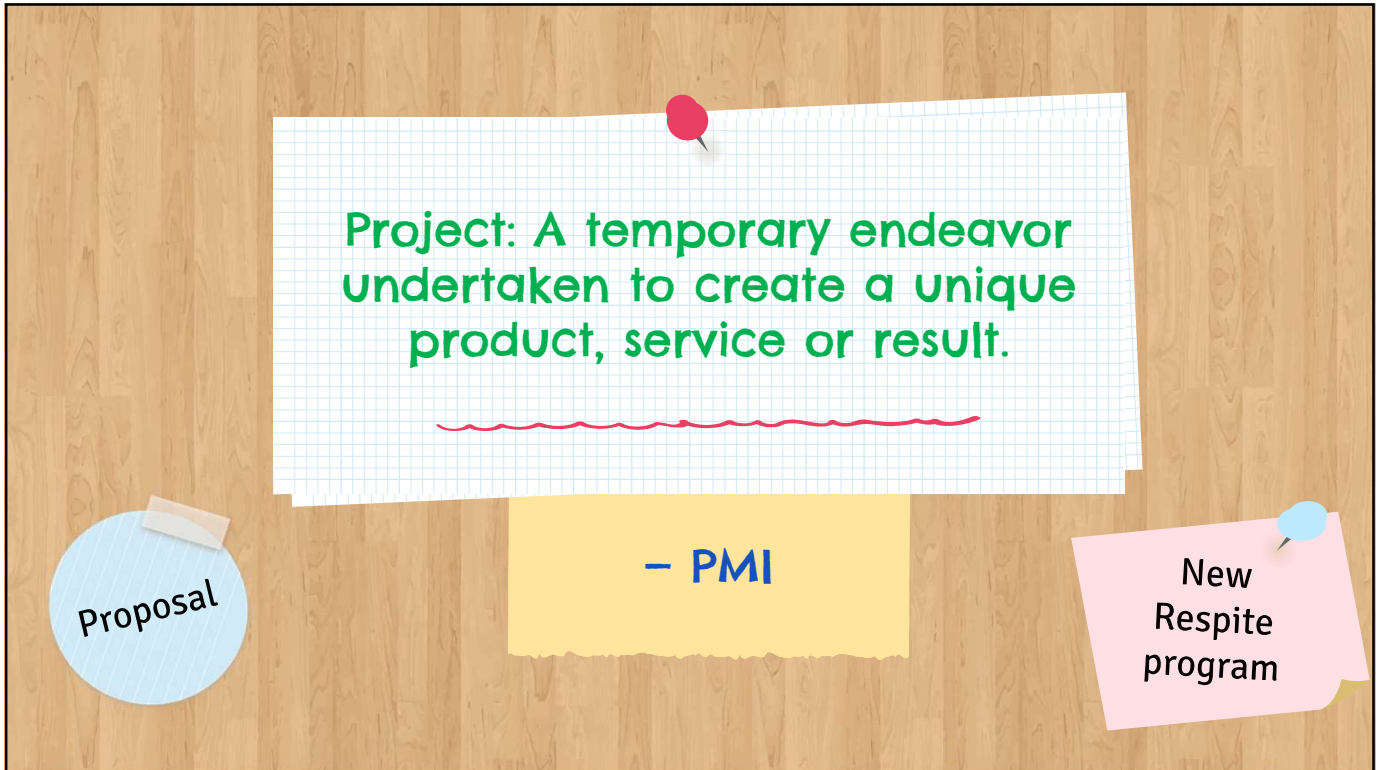 Project: A temporary endeavor
undertaken to create a unique
product, service or result.
– PMI
Proposal
New
Respite
program